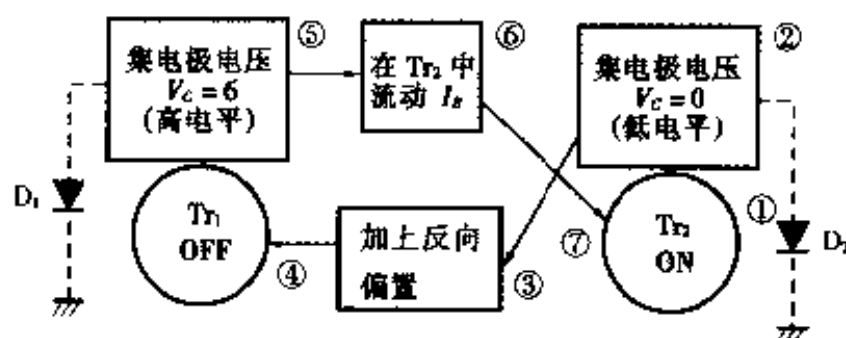 集电极电压
V_C = 6
(高电平)
⑤
在 Tr₂ 中
流动 I_B
⑥
集电极电压
V_C = 0
(低电平)
②
D₁
Tr₁
OFF
④
加上反向
偏置
③
⑦
Tr₂
ON
①
D₂